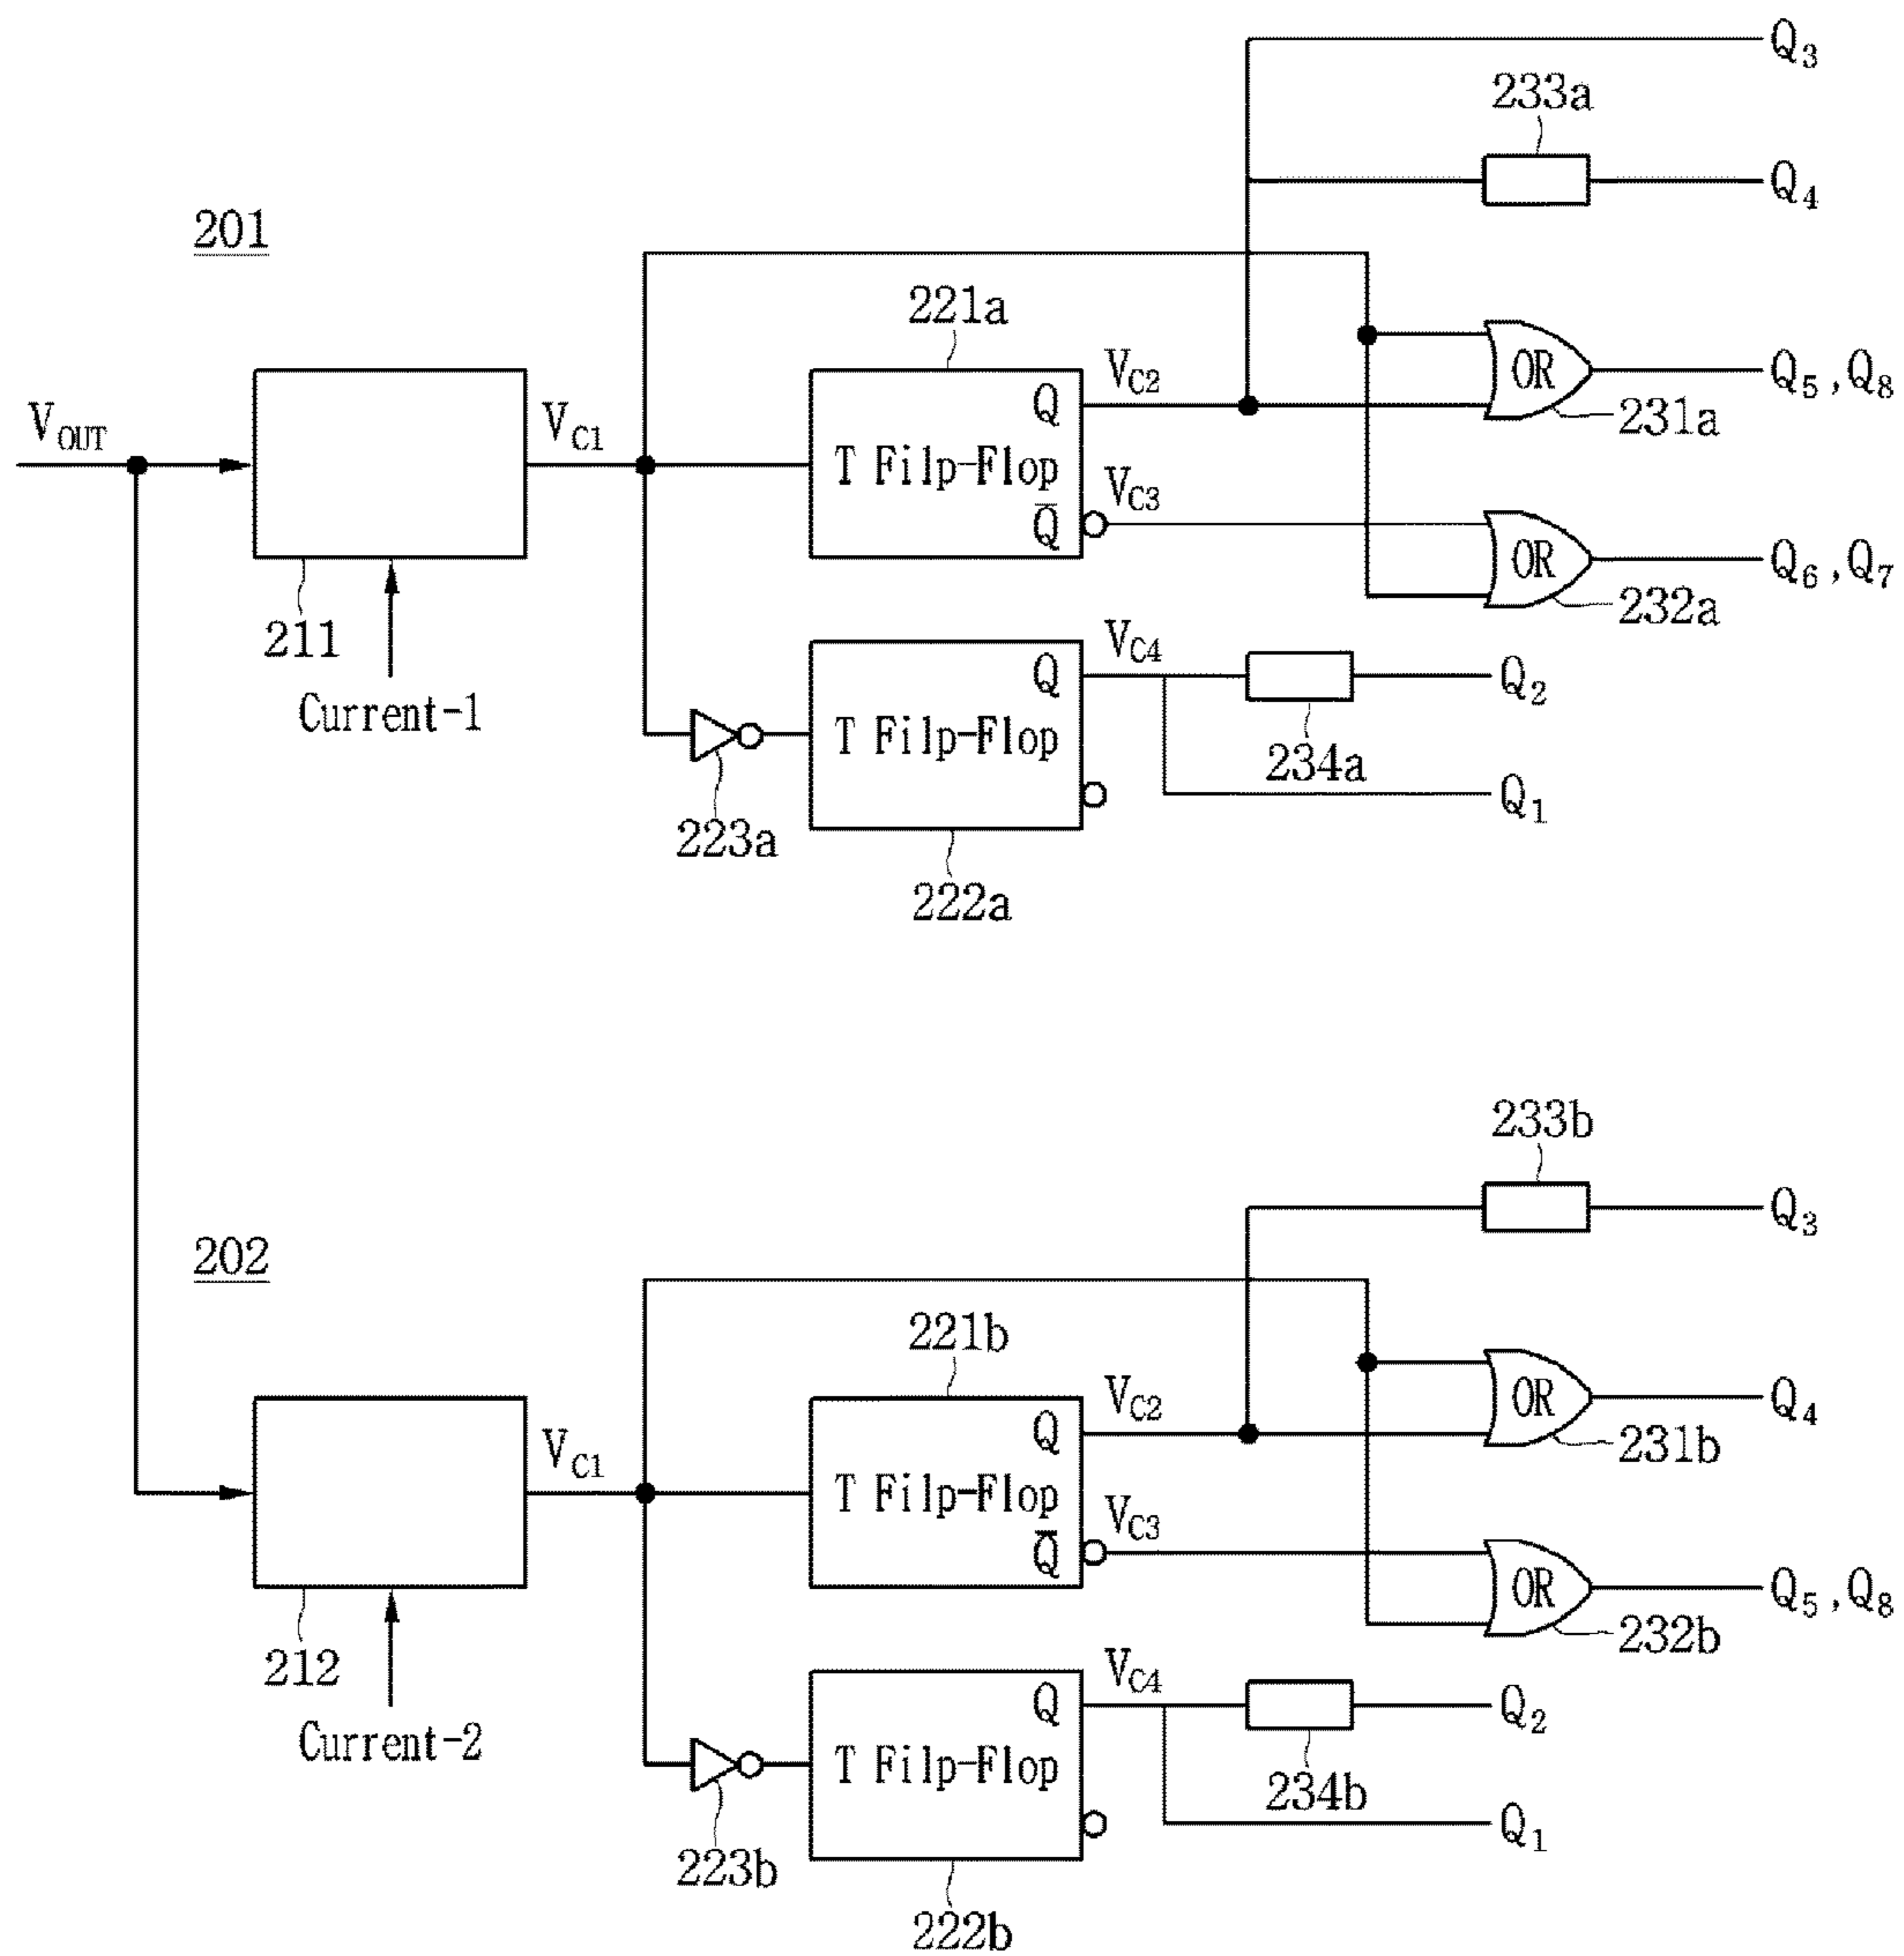 Q3
233a
Q4
201
221a
VOUT
VC1
T Filp-Flop
Q
Q̅
VC2
VC3
OR
231a
Q5, Q8
OR
232a
Q6, Q7
211
Current-1
223a
T Filp-Flop
Q
222a
VC4
234a
Q2
Q1
233b
Q3
202
221b
VC1
T Filp-Flop
Q
Q̅
VC2
VC3
OR
231b
Q4
OR
232b
Q5, Q8
212
Current-2
223b
T Filp-Flop
Q
222b
VC4
234b
Q2
Q1